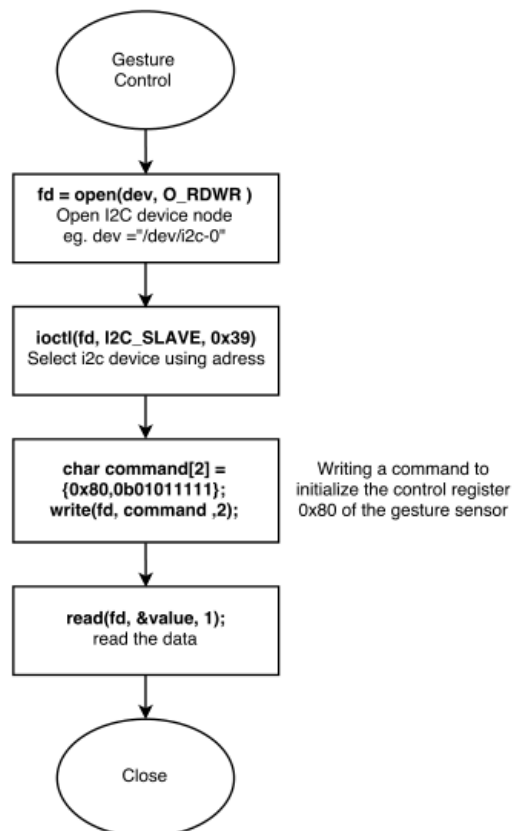 Gesture
Control
fd = open(dev, O_RDWR )
Open I2C device node
eg. dev ="/dev/i2c-0"
ioctl(fd, I2C_SLAVE, 0x39)
Select i2c device using adress
char command[2] =
{0x80,0b01011111};
write(fd, command ,2);
Writing a command to
initialize the control register
0x80 of the gesture sensor
read(fd, &value, 1);
read the data
Close